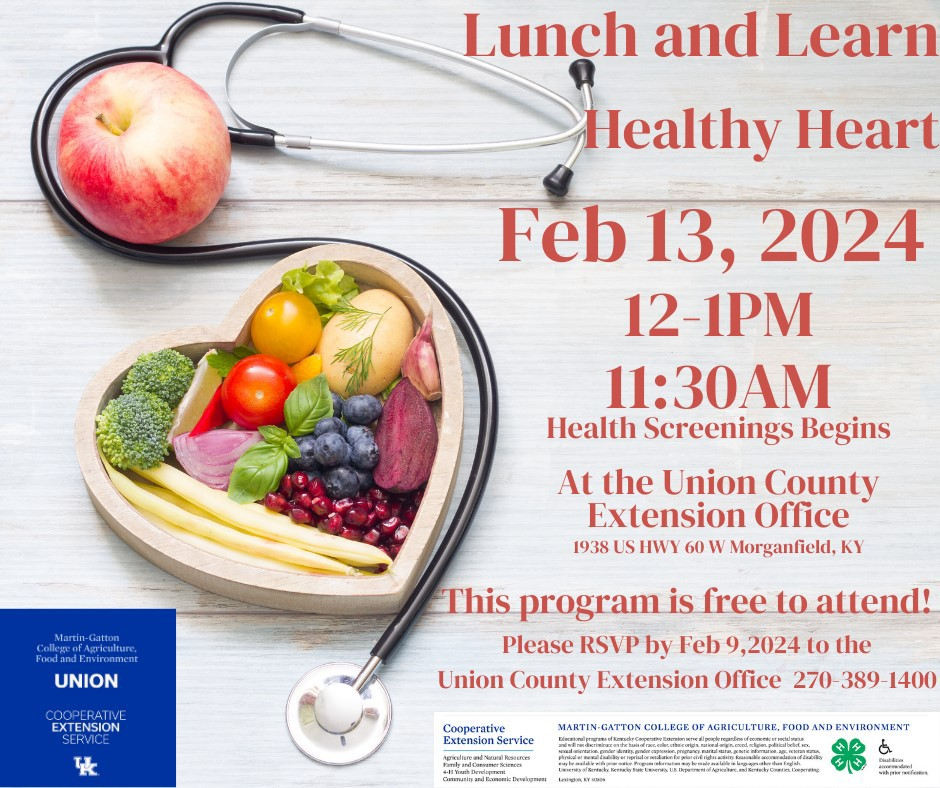 Lunch and Learn
Healthy Heart
Feb 13, 2024
12-1PM
11:30AM
Health Screenings Begins
At the Union County
Extension Office
1938 US HWY 60 W Morganfield, KY
This program is free to attend!
Please RSVP by Feb 9,2024 to the
Union County Extension Office 270-389-1400
Martin-Gatton
College of Agriculture,
Food and Environment
UNION
COOPERATIVE
EXTENSION
SERVICE
UK
Cooperative
Extension Service
Agriculture and Natural Resources
Family and Consumer Sciences
4-H Youth Development
Community and Economic Development
MARTIN-GATTON COLLEGE OF AGRICULTURE, FOOD AND ENVIRONMENT
Educational programs of Kentucky Cooperative Extension serve all people regardless of economic or social status
and will not discriminate on the basis of race, color, ethnic origin, national origin, creed, religion, political belief, sex,
sexual orientation, gender identity, gender expression, pregnancy, marital status, genetic information, age, veteran status,
physical or mental disability or reprisal or retaliation for prior civil rights activity. Reasonable accommodation of disability
may be available with prior notice. Program information may be made available in languages other than English.
University of Kentucky, Kentucky State University, U.S. Department of Agriculture, and Kentucky Counties, Cooperating.
Lexington, KY 40506
H H H H
Disabilities
accommodated
with prior notification.